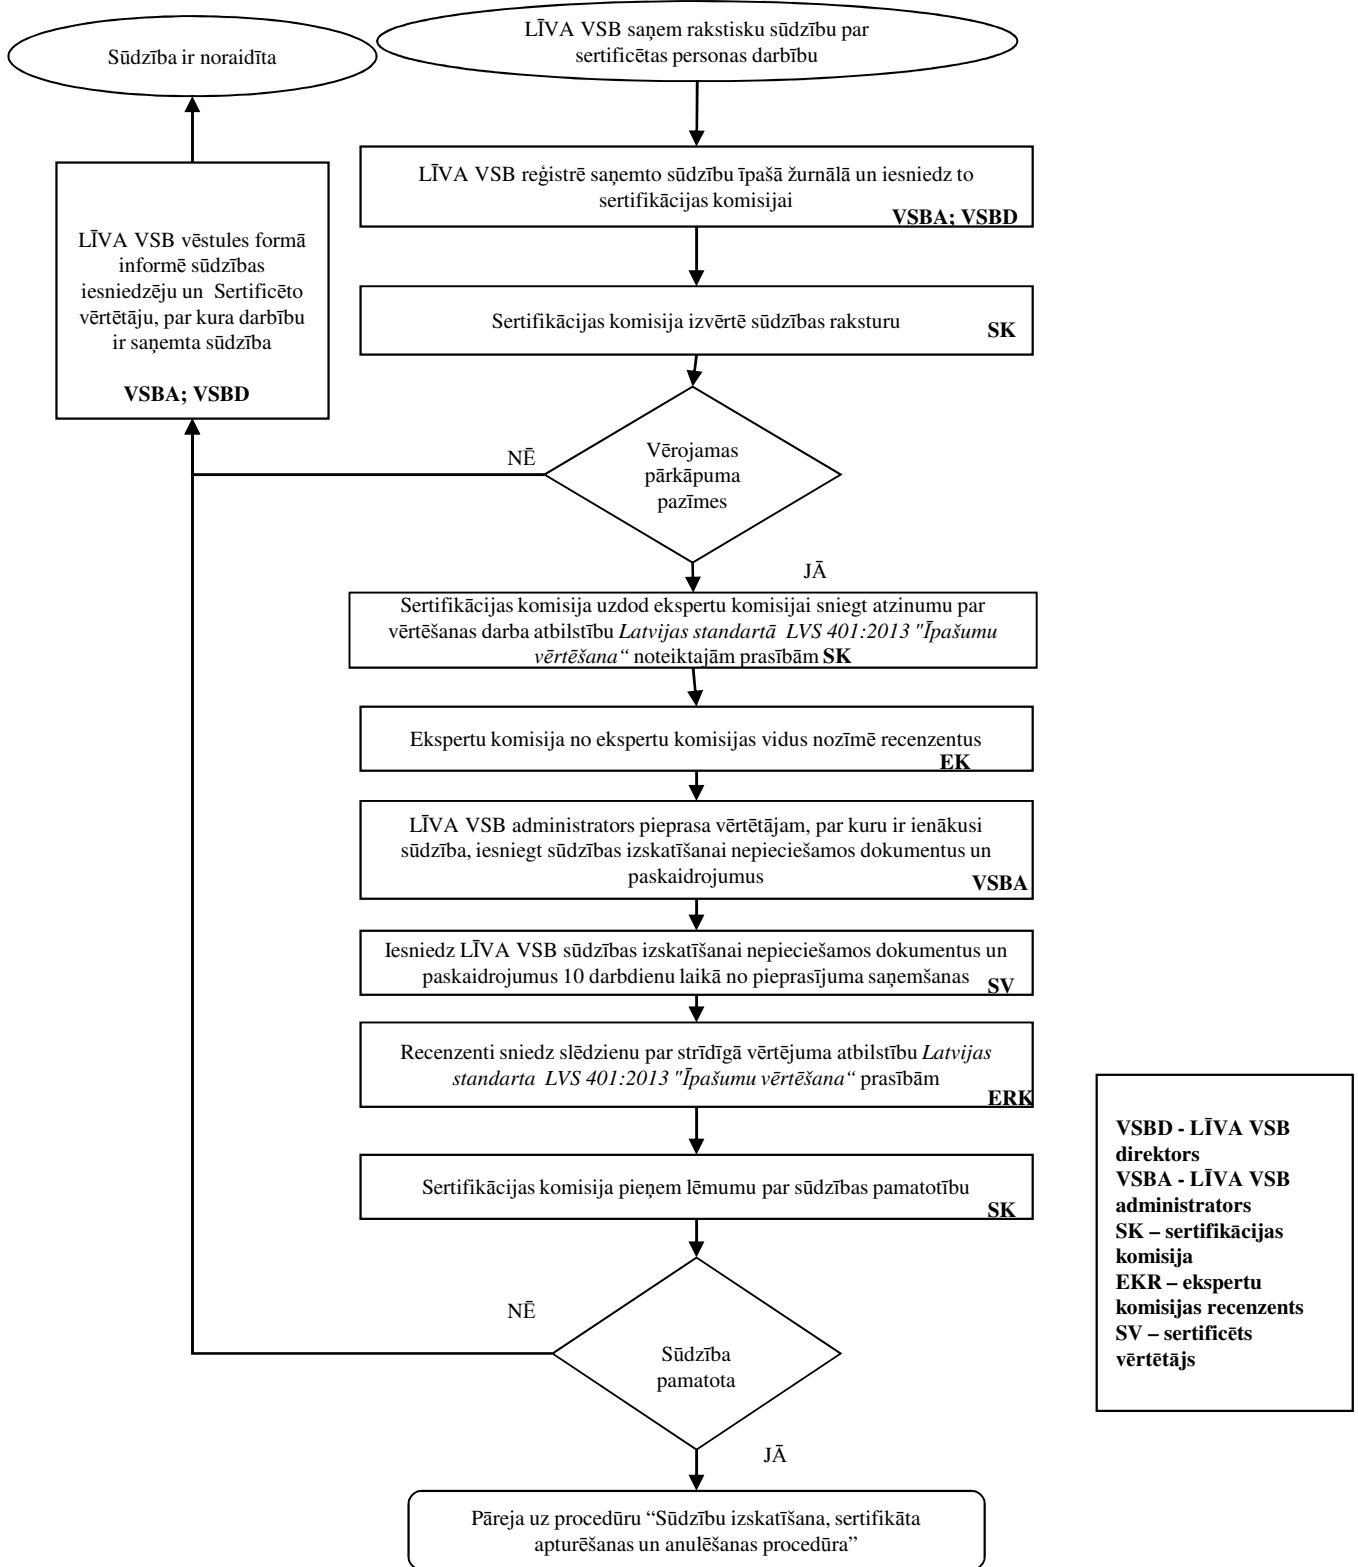 Sūdzība ir noraidīta
LĪVA VSB saņem rakstisku sūdzību par
sertificētas personas darbību
LĪVA VSB reģistrē saņemto sūdzību īpašā žurnālā un iesniedz to
sertifikācijas komisijai
VSBA; VSBD
LĪVA VSB vēstules formā
informē sūdzības
iesniedzēju un Sertificēto
vērtētāju, par kura darbību
ir saņemta sūdzība
VSBA; VSBD
Sertifikācijas komisija izvērtē sūdzības raksturu
SK
NĒ
Vērojamas
pārkāpuma
pazīmes
JĀ
Sertifikācijas komisija uzdod ekspertu komisijai sniegt atzinumu par
vērtēšanas darba atbilstību Latvijas standartā LVS 401:2013 "Īpašumu
vērtēšana“ noteiktajām prasībām SK
Ekspertu komisija no ekspertu komisijas vidus nozīmē recenzentus
EK
LĪVA VSB administrators pieprasa vērtētājam, par kuru ir ienākusi
sūdzība, iesniegt sūdzības izskatīšanai nepieciešamos dokumentus un
paskaidrojumus
VSBA
Iesniedz LĪVA VSB sūdzības izskatīšanai nepieciešamos dokumentus un
paskaidrojumus 10 darbdienu laikā no pieprasījuma saņemšanas
SV
Recenzenti sniedz slēdzienu par strīdīgā vērtējuma atbilstību Latvijas
standarta LVS 401:2013 "Īpašumu vērtēšana“ prasībām
ERK
Sertifikācijas komisija pieņem lēmumu par sūdzības pamatotību
SK
NĒ
Sūdzība
pamatota
JĀ
Pāreja uz procedūru “Sūdzību izskatīšana, sertifikāta
apturēšanas un anulēšanas procedūra”
VSBD - LĪVA VSB
direktors
VSBA - LĪVA VSB
administrators
SK – sertifikācijas
komisija
EKR – ekspertu
komisijas recenzents
SV – sertificēts
vērtētājs